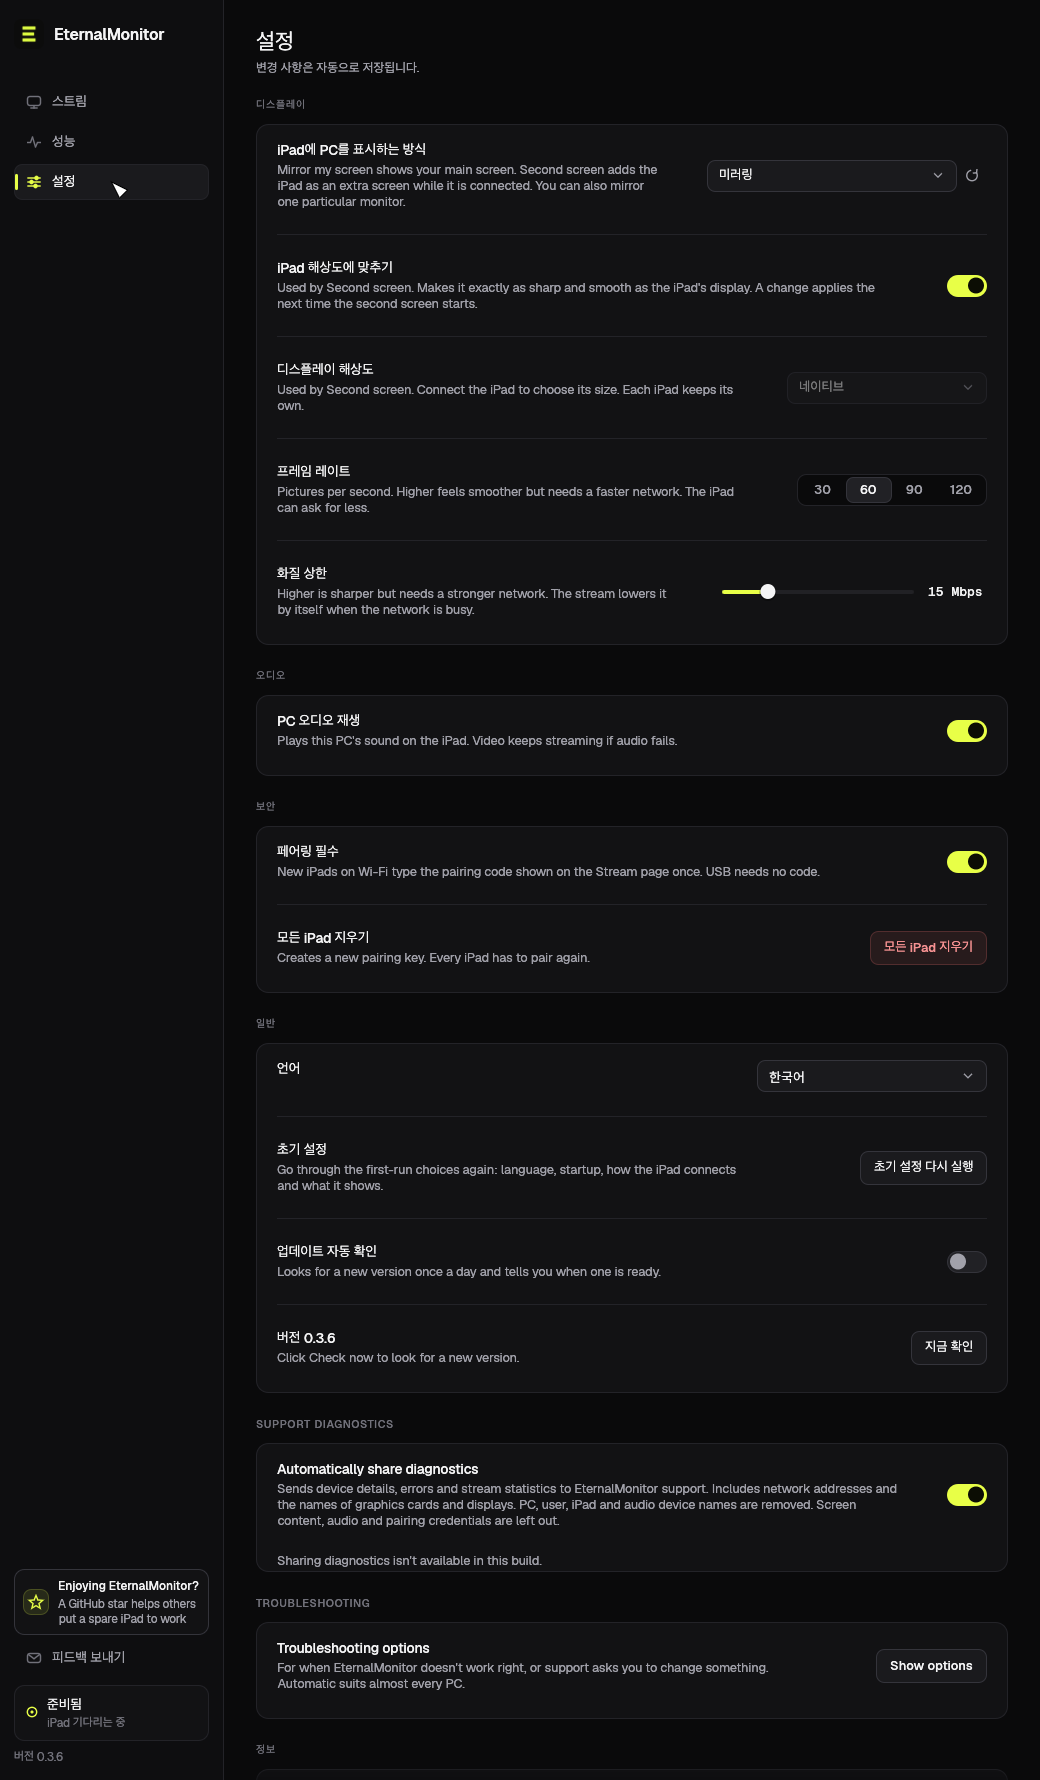 EternalMonitor
스트림
성능
설정
설정
변경 사항은 자동으로 저장됩니다.
디스플레이
iPad에 PC를 표시하는 방식
Mirror my screen shows your main screen. Second screen adds the
iPad as an extra screen while it is connected. You can also mirror
one particular monitor.
미러링
iPad 해상도에 맞추기
Used by Second screen. Makes it exactly as sharp and smooth as the iPad's display. A change applies the
next time the second screen starts.
디스플레이 해상도
Used by Second screen. Connect the iPad to choose its size. Each iPad keeps its
own.
네이티브
프레임 레이트
Pictures per second. Higher feels smoother but needs a faster network. The iPad
can ask for less.
30 60 90 120
화질 상한
Higher is sharper but needs a stronger network. The stream lowers it
by itself when the network is busy.
15 Mbps
오디오
PC 오디오 재생
Plays this PC's sound on the iPad. Video keeps streaming if audio fails.
보안
페어링 필수
New iPads on Wi-Fi type the pairing code shown on the Stream page once. USB needs no code.
모든 iPad 지우기
Creates a new pairing key. Every iPad has to pair again.
모든 iPad 지우기
일반
언어
한국어
초기 설정
Go through the first-run choices again: language, startup, how the iPad connects
and what it shows.
초기 설정 다시 실행
업데이트 자동 확인
Looks for a new version once a day and tells you when one is ready.
버전 0.3.6
Click Check now to look for a new version.
지금 확인
SUPPORT DIAGNOSTICS
Automatically share diagnostics
Sends device details, errors and stream statistics to EternalMonitor support. Includes network addresses and
the names of graphics cards and displays. PC, user, iPad and audio device names are removed. Screen
content, audio and pairing credentials are left out.
Sharing diagnostics isn't available in this build.
TROUBLESHOOTING
Troubleshooting options
For when EternalMonitor doesn't work right, or support asks you to change something.
Automatic suits almost every PC.
Show options
정보
Enjoying EternalMonitor?
A GitHub star helps others
put a spare iPad to work
피드백 보내기
준비됨
iPad 기다리는 중
버전 0.3.6